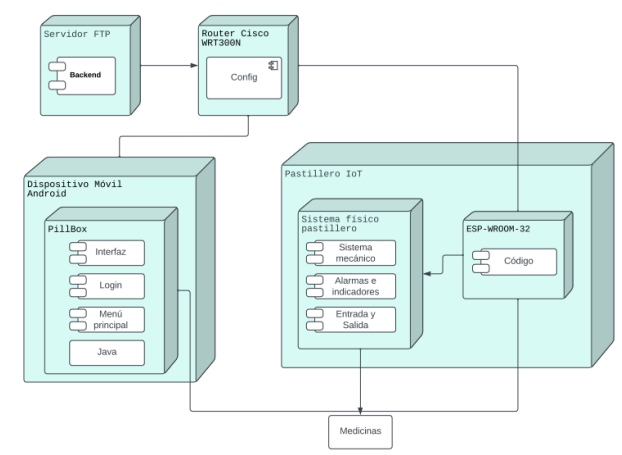 Servidor FTP
Backend
Router Cisco
WRT300N
Config
Dispositivo Móvil
Android
PillBox
Interfaz
Login
Menú
principal
Java
Pastillero IoT
Sistema físico
pastillero
Sistema
mecánico
Alarmas e
indicadores
Entrada y
Salida
ESP-WROOM-32
Código
Medicinas